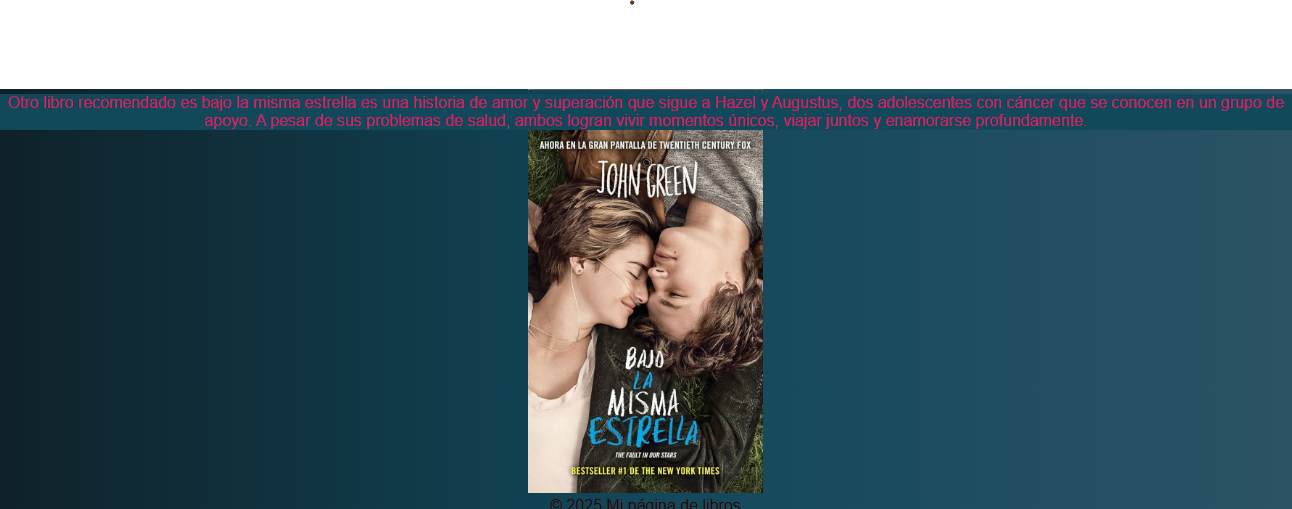 Otro libro recomendado es bajo la misma estrella es una historia de amor y superación que sigue a Hazel y Augustus, dos adolescentes con cáncer que se conocen en un grupo de
apoyo. A pesar de sus problemas de salud, ambos logran vivir momentos únicos, viajar juntos y enamorarse profundamente.
AHORA EN LA GRAN PANTALLA DE TWENTIETH CENTURY FOX
JOHN GREEN
BAJO
LA
MISMA
ESTRELLA
THE FAULT IN OUR STARS
BESTSELLER #1 DE THE NEW YORK TIMES
© 2025 Mi página de libros